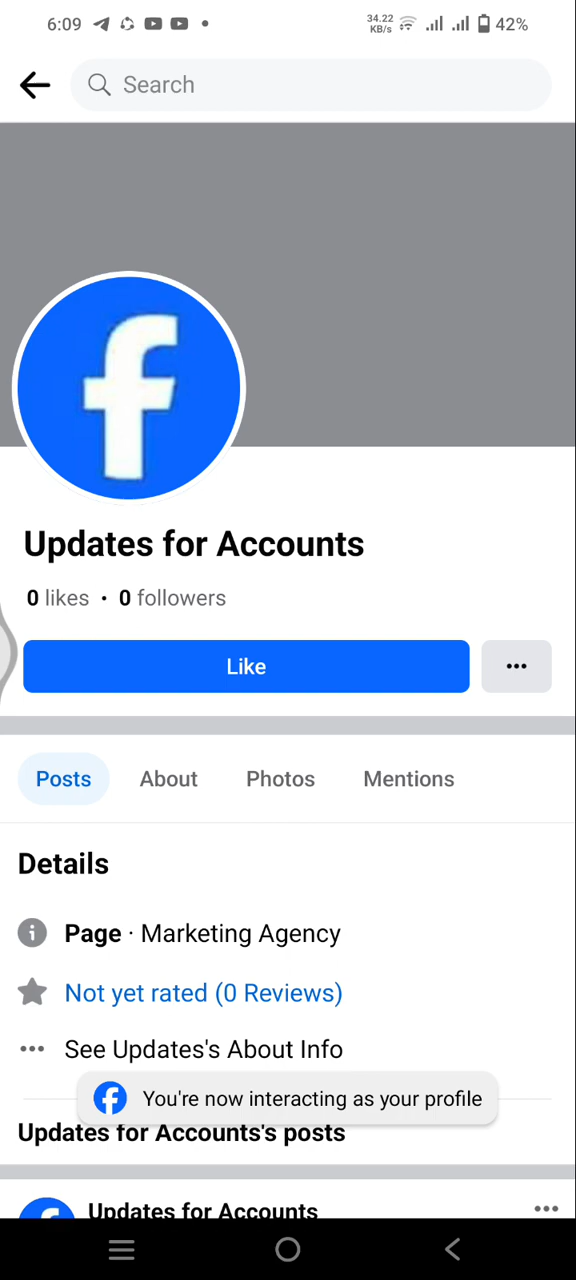 6:09 34.22 KB/s 42%
Search
Updates for Accounts
0 likes • 0 followers
Like
Posts About Photos Mentions
Details
Page · Marketing Agency
Not yet rated (0 Reviews)
See Updates's About Info
You're now interacting as your profile
Updates for Accounts's posts
Updates for Accounts